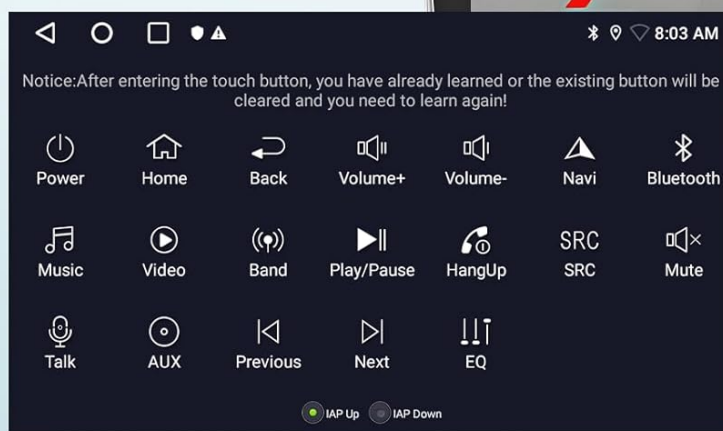 8:03 AM
Notice:After entering the touch button, you have already learned or the existing button will be
cleared and you need to learn again!
Power Home Back Volume+ Volume- Navi Bluetooth
SRC
Music Video Band Play/Pause HangUp SRC Mute
Talk AUX Previous Next EQ
IAP Up IAP Down